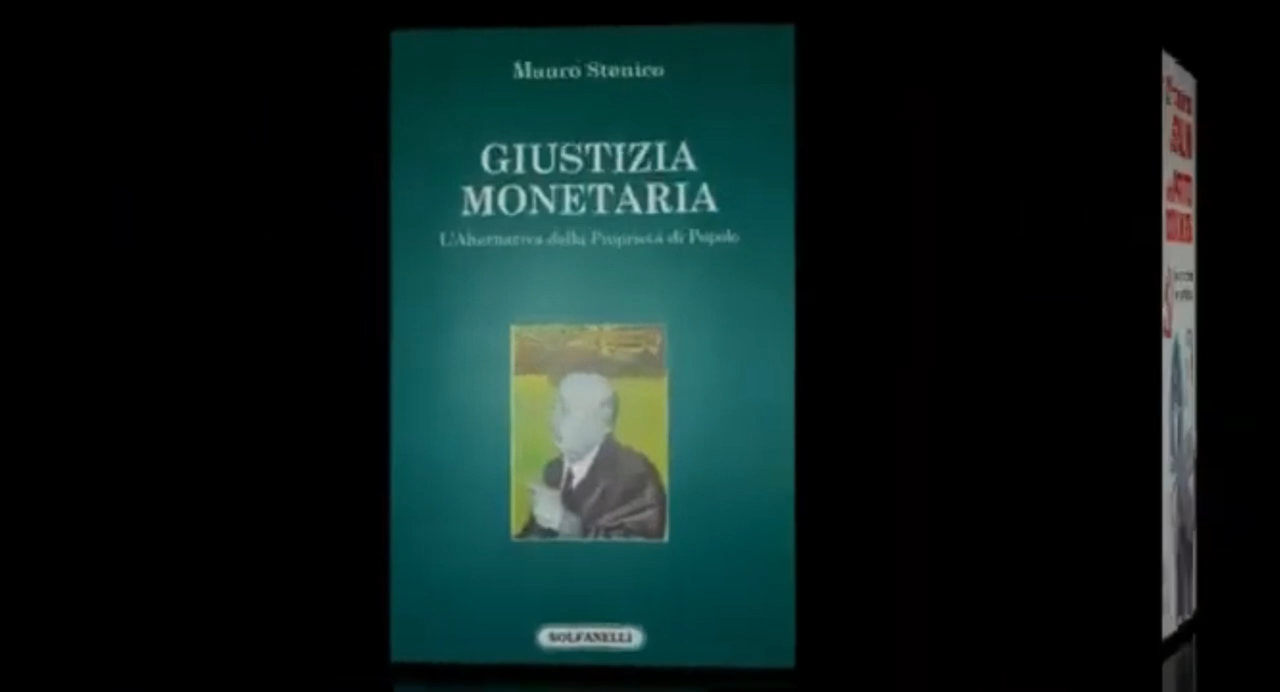 Mauro Stenico
GIUSTIZIA
MONETARIA
L'Alternativa della Proprietà di Popolo
SOLFANELLI